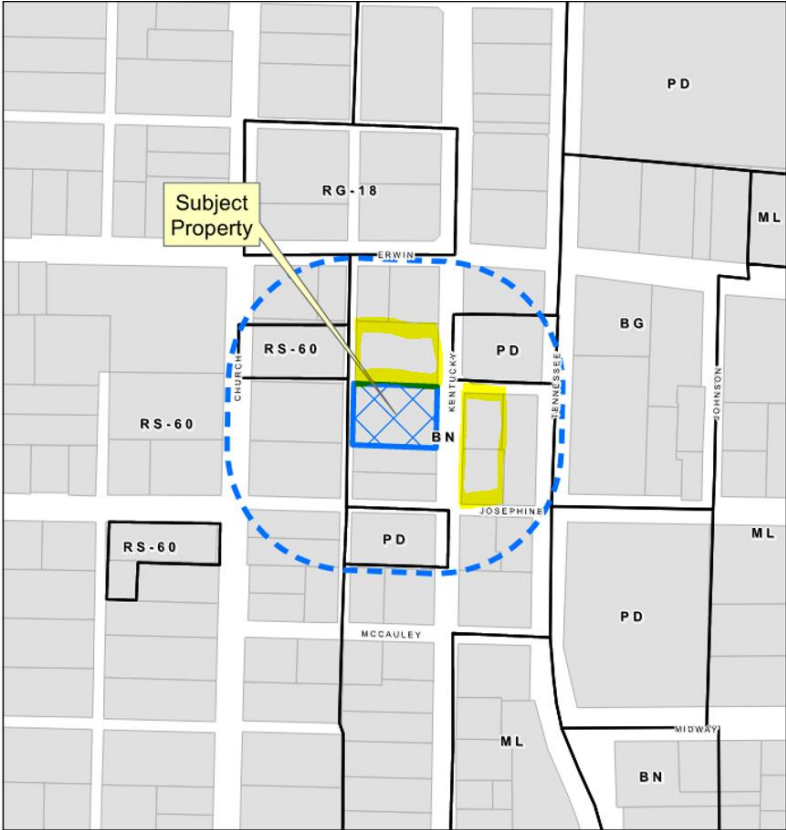 PD
RG-18
ML
Subject
Property
ERWIN
BG
RS-60
PD
CHURCH
KENTUCKY
TENNESSEE
JOHNSON
RS-60
BN
JOSEPHINE
PD
ML
RS-60
PD
MCCAULEY
MIDWAY
ML
BN